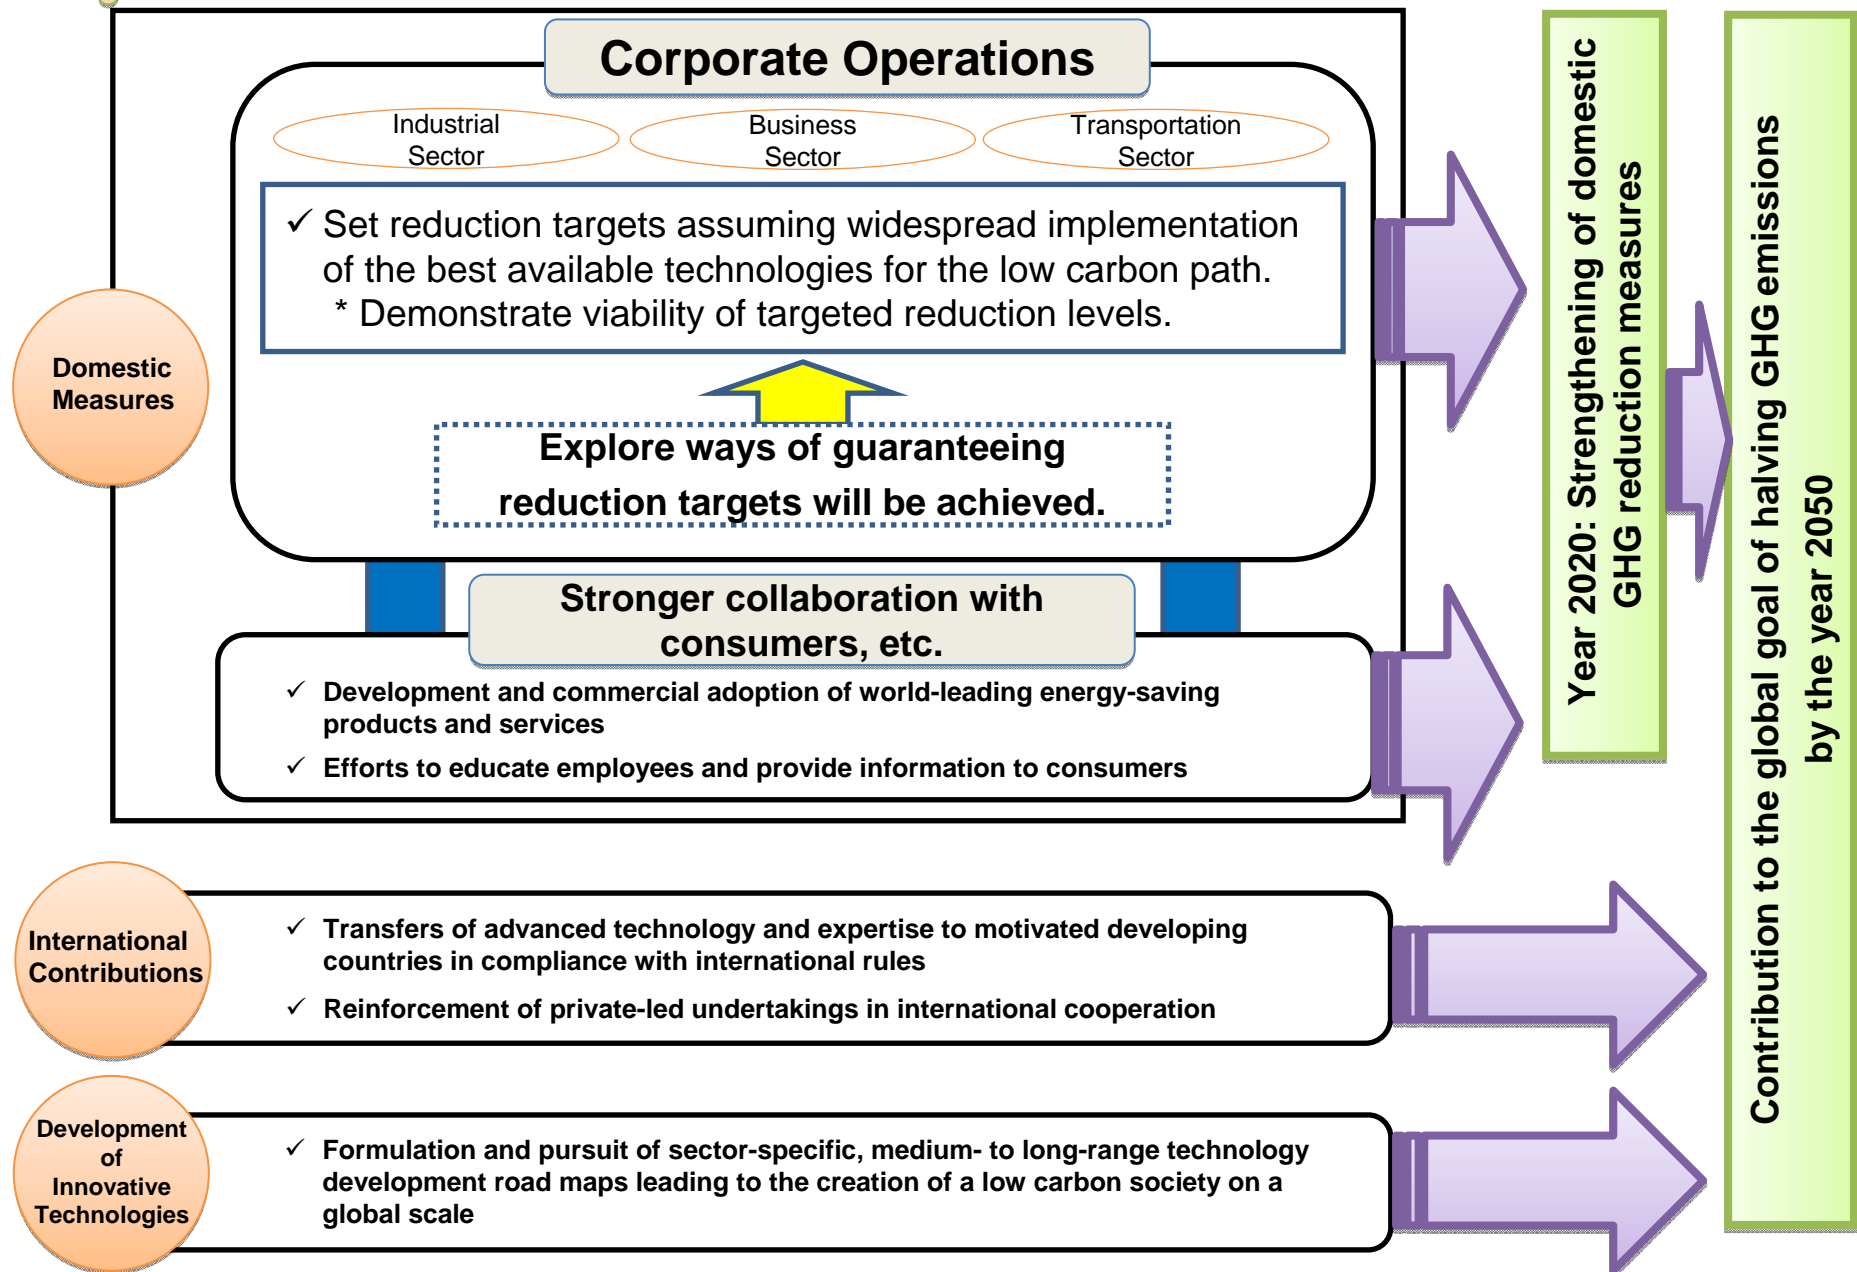 Corporate Operations
Industrial
Sector
Business
Sector
Transportation
Sector
✓ Set reduction targets assuming widespread implementation
of the best available technologies for the low carbon path.
* Demonstrate viability of targeted reduction levels.
Domestic
Measures
Explore ways of guaranteeing
reduction targets will be achieved.
Stronger collaboration with
consumers, etc.
✓ Development and commercial adoption of world-leading energy-saving
products and services
✓ Efforts to educate employees and provide information to consumers
International
Contributions
✓ Transfers of advanced technology and expertise to motivated developing
countries in compliance with international rules
✓ Reinforcement of private-led undertakings in international cooperation
Development
of
Innovative
Technologies
✓ Formulation and pursuit of sector-specific, medium- to long-range technology
development road maps leading to the creation of a low carbon society on a
global scale
Year 2020: Strengthening of domestic
GHG reduction measures
Contribution to the global goal of halving GHG emissions
by the year 2050